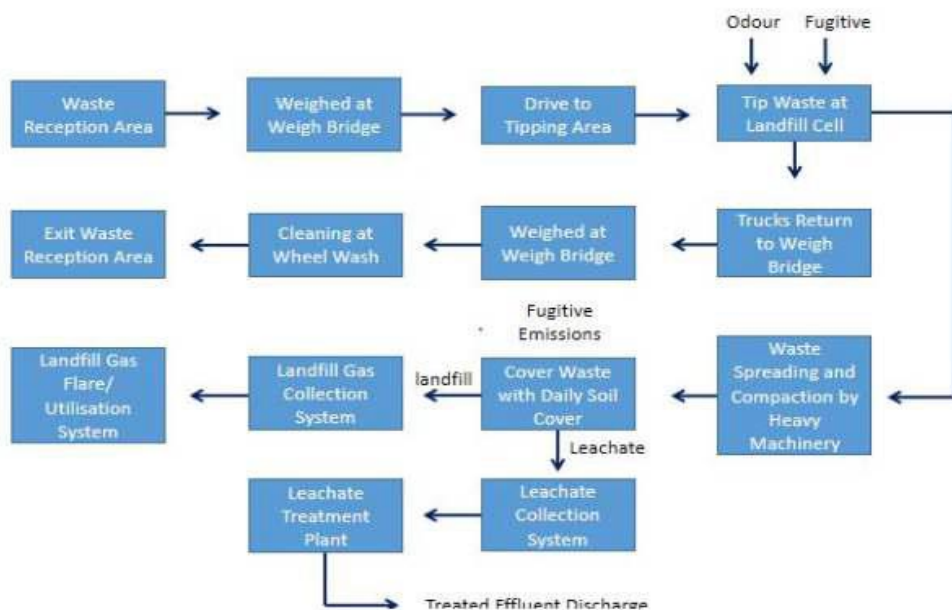 Odour
Fugitive
Waste
Reception Area
Weighed at
Weigh Bridge
Drive to
Tipping Area
Tip Waste at
Landfill Cell
Exit Waste
Reception Area
Cleaning at
Wheel Wash
Weighed at
Weigh Bridge
Trucks Return
to Weigh
Bridge
Fugitive
Emissions
Landfill Gas
Flare/
Utilisation
System
Landfill Gas
Collection
System
landfill
Cover Waste
with Daily Soil
Cover
Waste
Spreading and
Compaction by
Heavy
Machinery
Leachate
Leachate
Treatment
Plant
Leachate
Collection
System
Treated Effluent Discharge